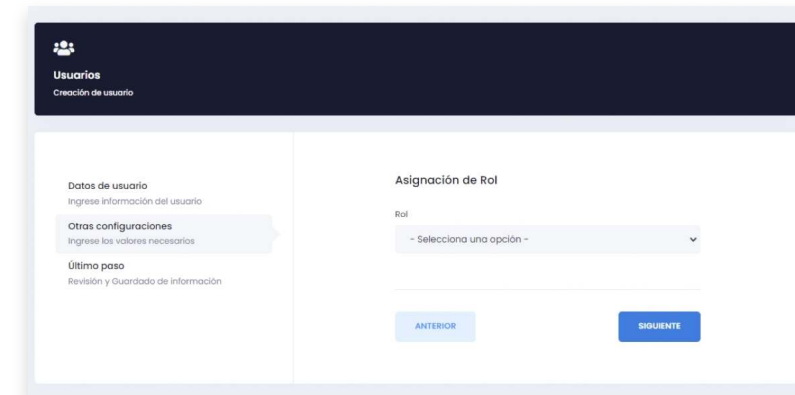 Usuarios
Creación de usuario
Datos de usuario
Ingrese información del usuario
Otras configuraciones
Ingrese los valores necesarios
Último paso
Revisión y Guardado de información
Asignación de Rol
Rol
- Selecciona una opción -
ANTERIOR
SIGUIENTE